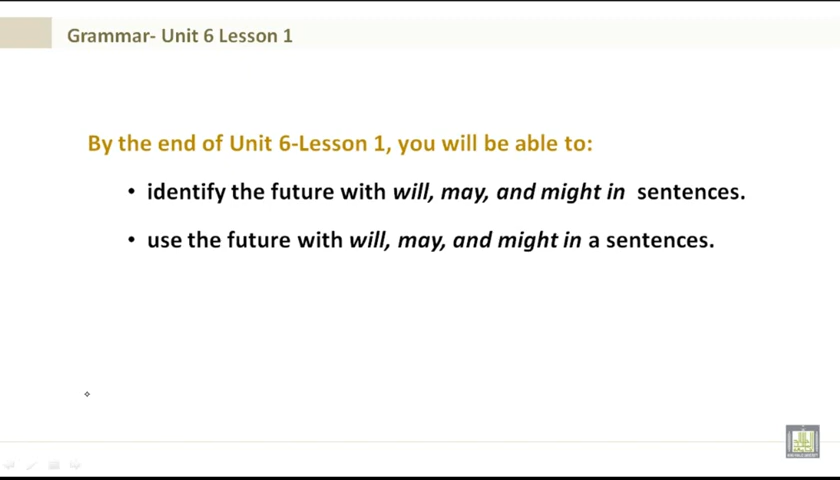 Grammar- Unit 6 Lesson 1
By the end of Unit 6-Lesson 1, you will be able to:
• identify the future with will, may, and might in sentences.
• use the future with will, may, and might in a sentences.